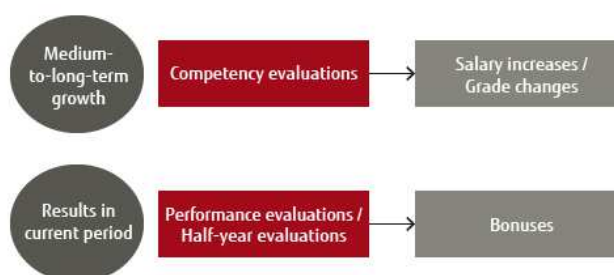 Medium-
to-long-term
growth
Competency evaluations
Salary increases /
Grade changes
Results in
current period
Performance evaluations /
Half-year evaluations
Bonuses